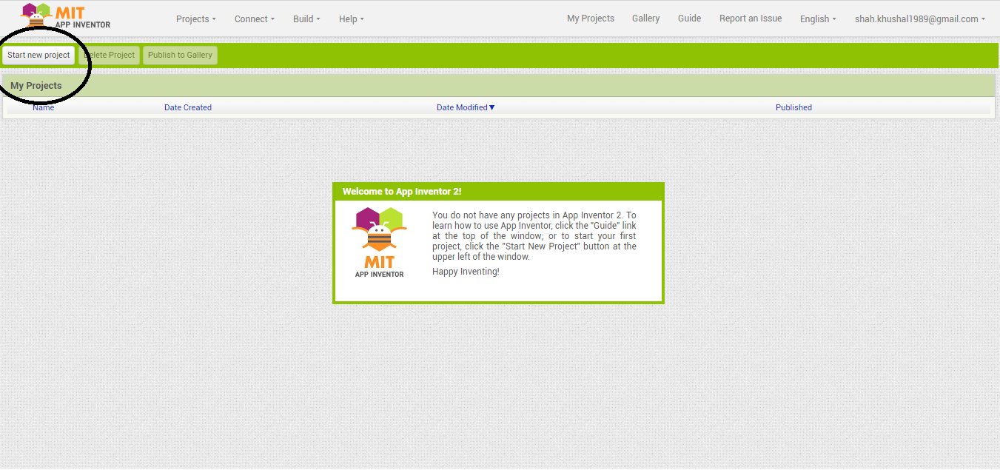 MIT
APP INVENTOR
Projects Connect Build Help My Projects Gallery Guide Report an Issue English shah.khushal1989@gmail.com
Start new project Delete Project Publish to Gallery
My Projects
Name Date Created Date Modified Published
Welcome to App Inventor 2!
You do not have any projects in App Inventor 2. To
learn how to use App Inventor, click the "Guide" link
at the top of the window; or to start your first
project, click the "Start New Project" button at the
upper left of the window.
Happy Inventing!
MIT
APP INVENTOR